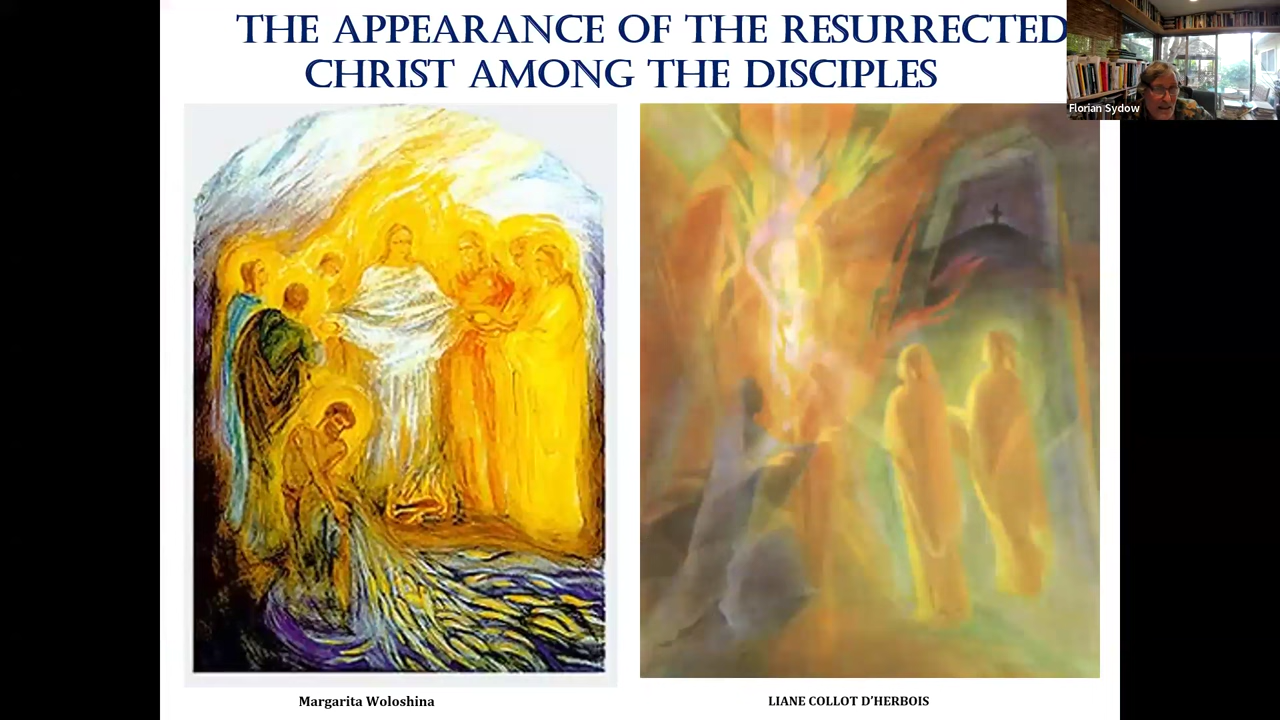 THE APPEARANCE OF THE RESURRECTED
CHRIST AMONG THE DISCIPLES
Florian Sydow
Margarita Woloshina
LIANE COLLOT D'HERBOIS